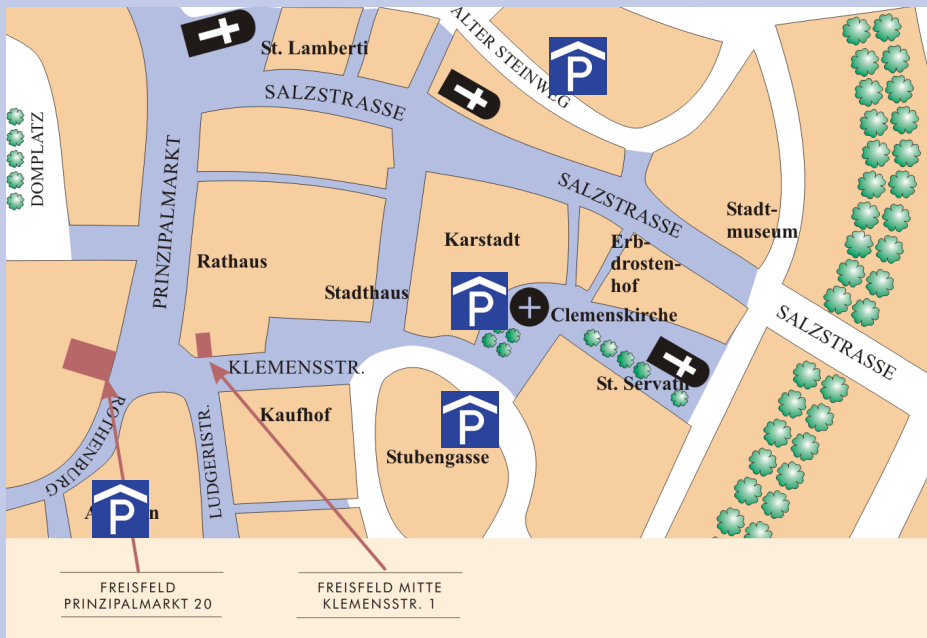 St. Lamberti
ALTER STEINWEG
P
SALZSTRASSE
DOMPLATZ
PRINZIPALMARKT
SALZSTRASSE
Stadt-
museum
Karstadt
Erb-
drosten-
hof
Rathaus
Stadthaus
P
Clemenskirche
SALZSTRASSE
KLEMENSSTR.
St. Servatii
ROTHENBURG
LUDGERISTR.
Kaufhof
P
Stubengasse
P
FREISFELD
PRINZIPALMARKT 20
FREISFELD MITTE
KLEMENSSTR. 1